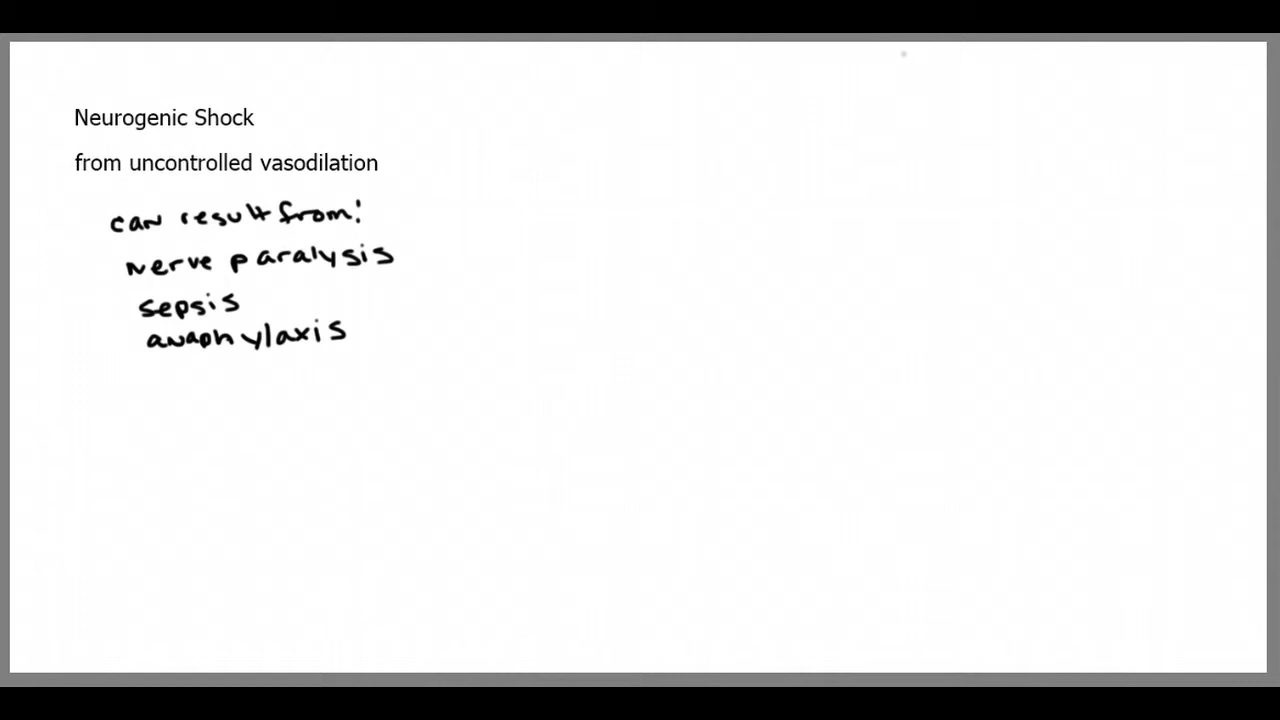 Neurogenic Shock
from uncontrolled vasodilation
can result from:
nerve paralysis
sepsis
anaphylaxis